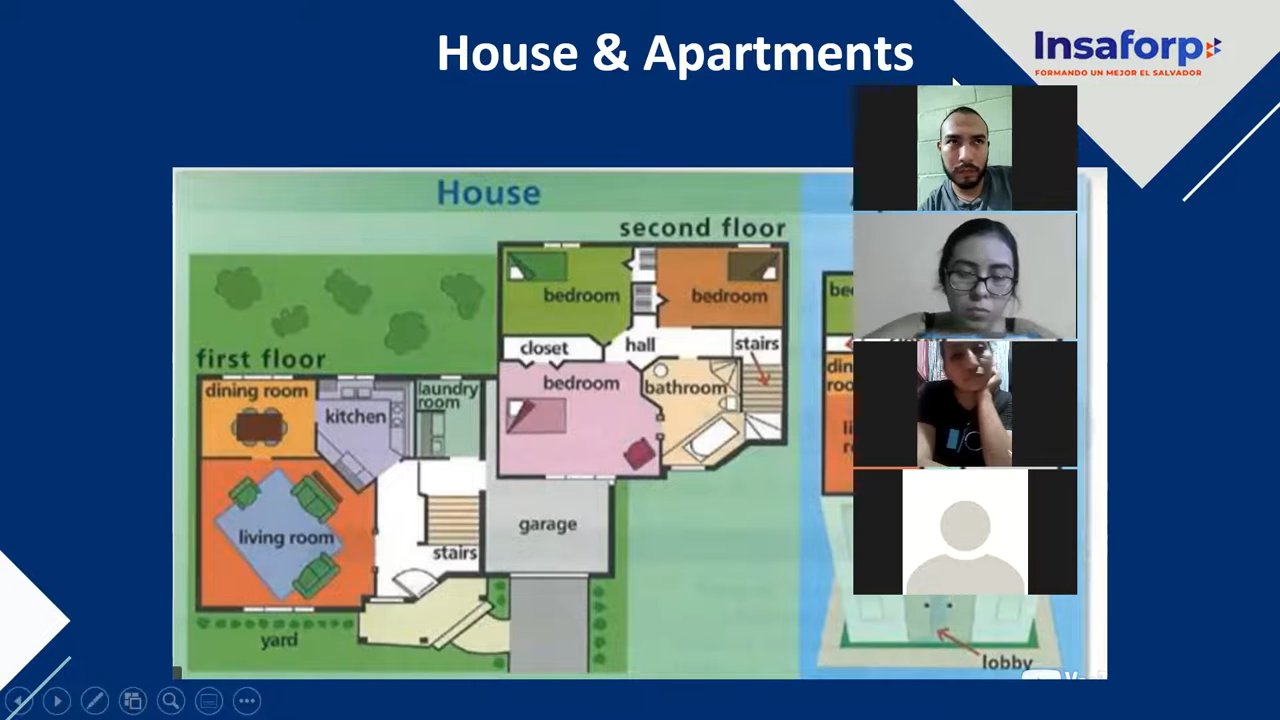 House & Apartments
Insaforp
FORMANDO UN MEJOR EL SALVADOR
House
second floor
bedroom
bedroom
closet
hall
stairs
bedroom
bathroom
first floor
dining room
kitchen
laundry
room
living room
stairs
garage
yard
lobby